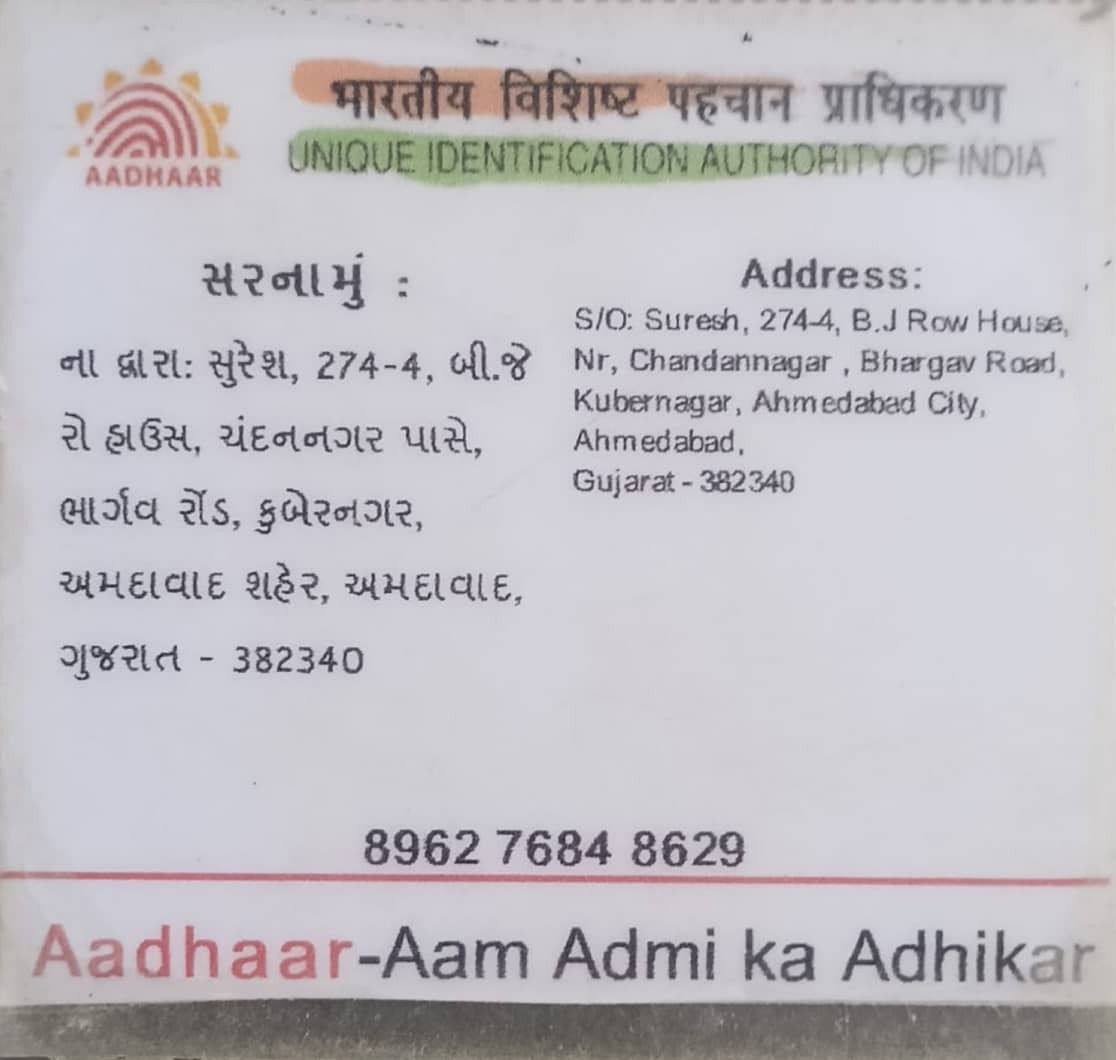 AADHAAR
भारतीय विशिष्ट पहचान प्राधिकरण
UNIQUE IDENTIFICATION AUTHORITY OF INDIA
સરનામું :
ના દ્વારા: સુરેશ, 274-4, બી.જે
રો હાઉસ, ચંદનનગર પાસે,
ભાર્ગવ રોંડ, કુબેરનગર,
અમદાવાદ શહેર, અમદાવાદ,
ગુજરાત - 382340
Address:
S/O: Suresh, 274-4, B.J Row House,
Nr, Chandannagar , Bhargav Road,
Kubernagar, Ahmedabad City,
Ahmedabad,
Gujarat - 382340
8962 7684 8629
Aadhaar-Aam Admi ka Adhikar